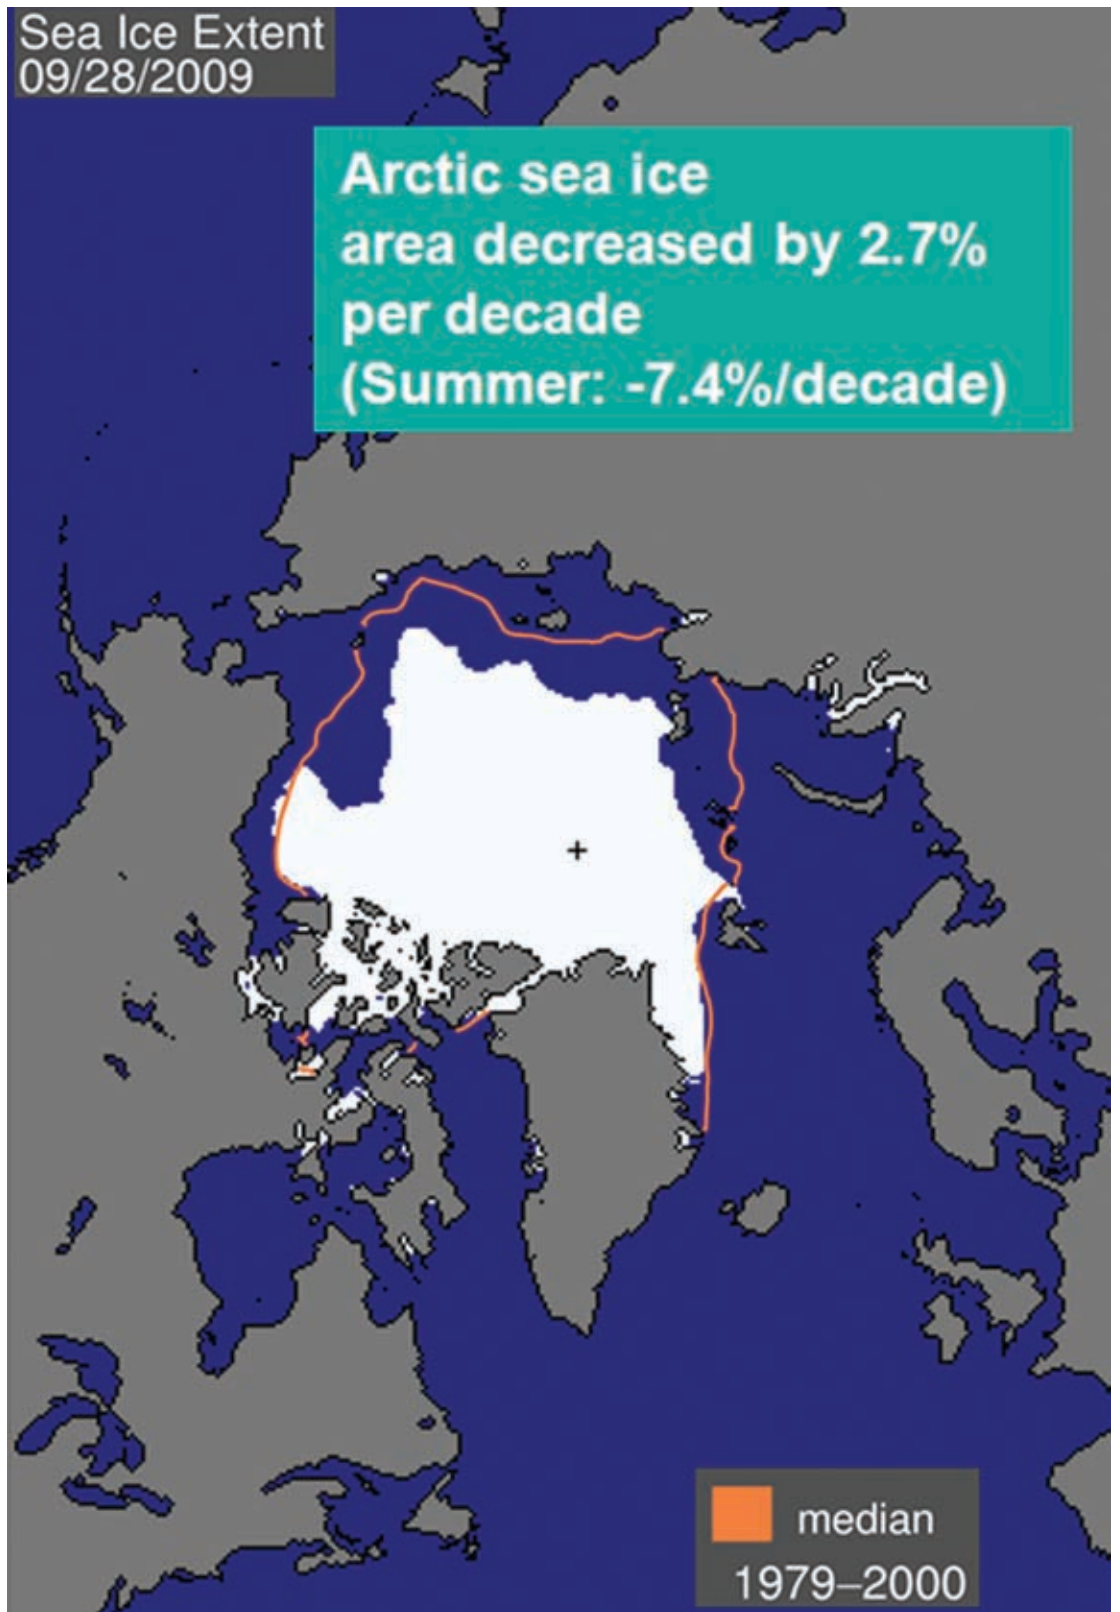 Sea Ice Extent
09/28/2009
Arctic sea ice
area decreased by 2.7%
per decade
(Summer: -7.4%/decade)
median
1979–2000